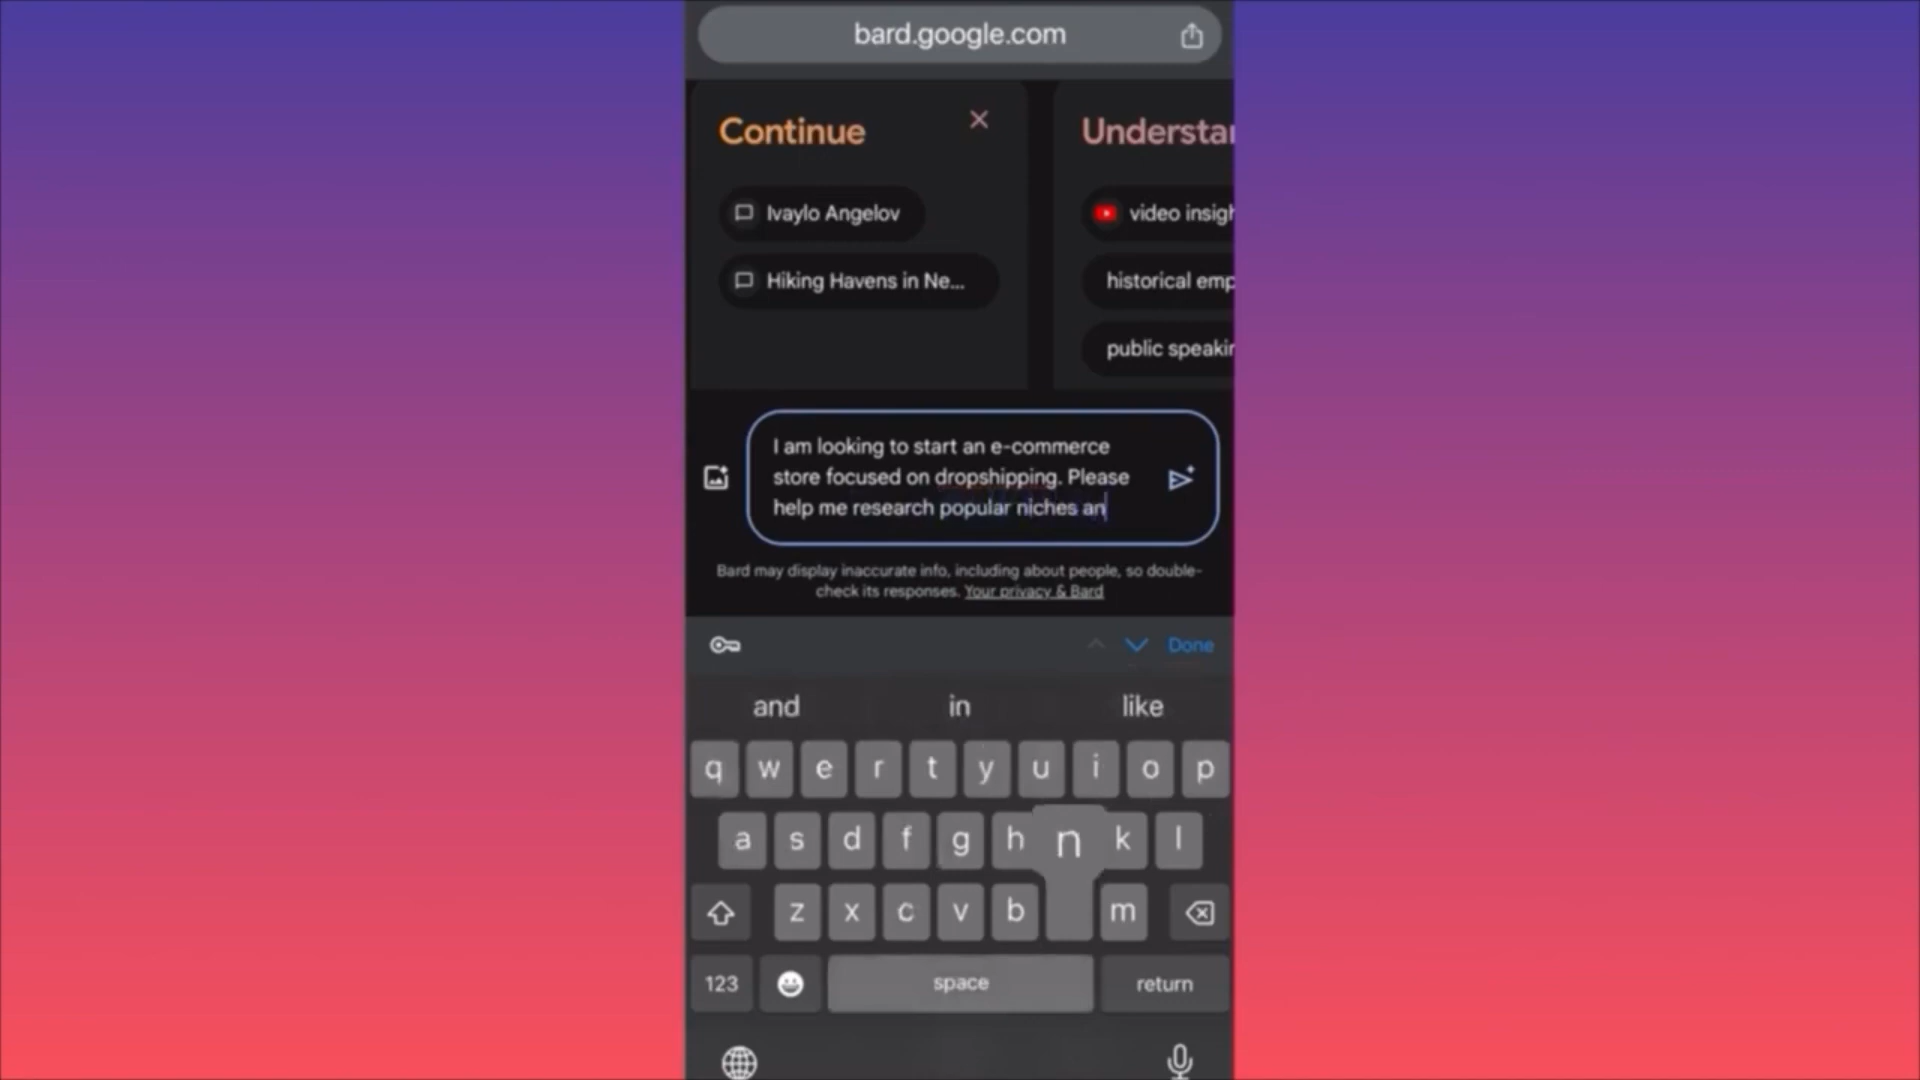 bard.google.com
Continue
Understa
Ivaylo Angelov
video insigh
Hiking Havens in Ne...
historical emp
public speakin
I am looking to start an e-commerce
store focused on dropshipping. Please
help me research popular niches an
Bard may display inaccurate info, including about people, so double-
check its responses. Your privacy & Bard
Done
and in like
q w e r t y u i o p
a s d f g h n k l
z x c v b m
123 space return